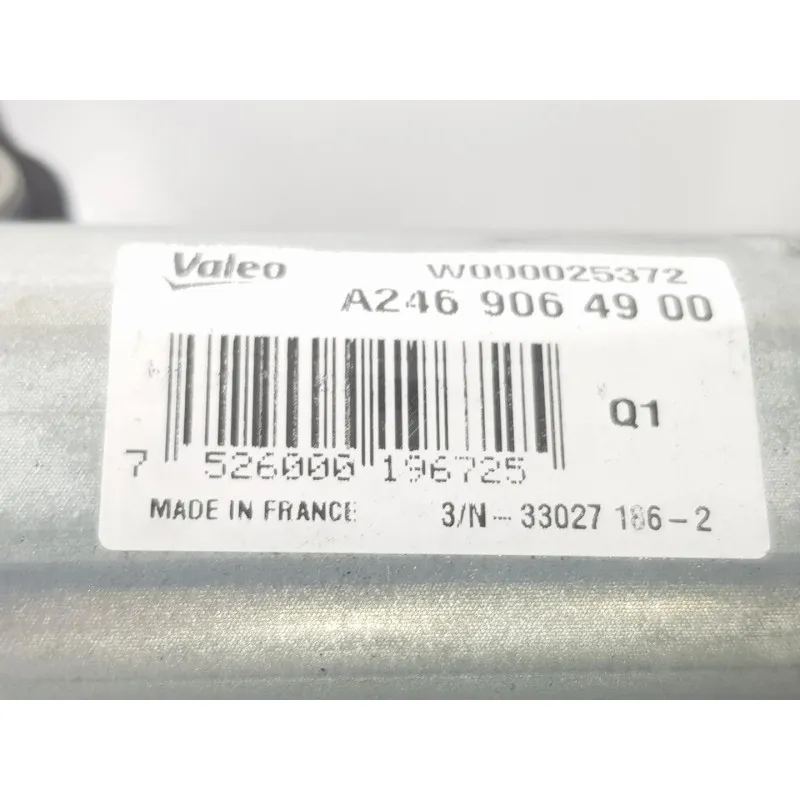 Valeo W000025372
A246 906 49 00
Q1
7 526000 196725
MADE IN FRANCE 3/N-33027 186-2